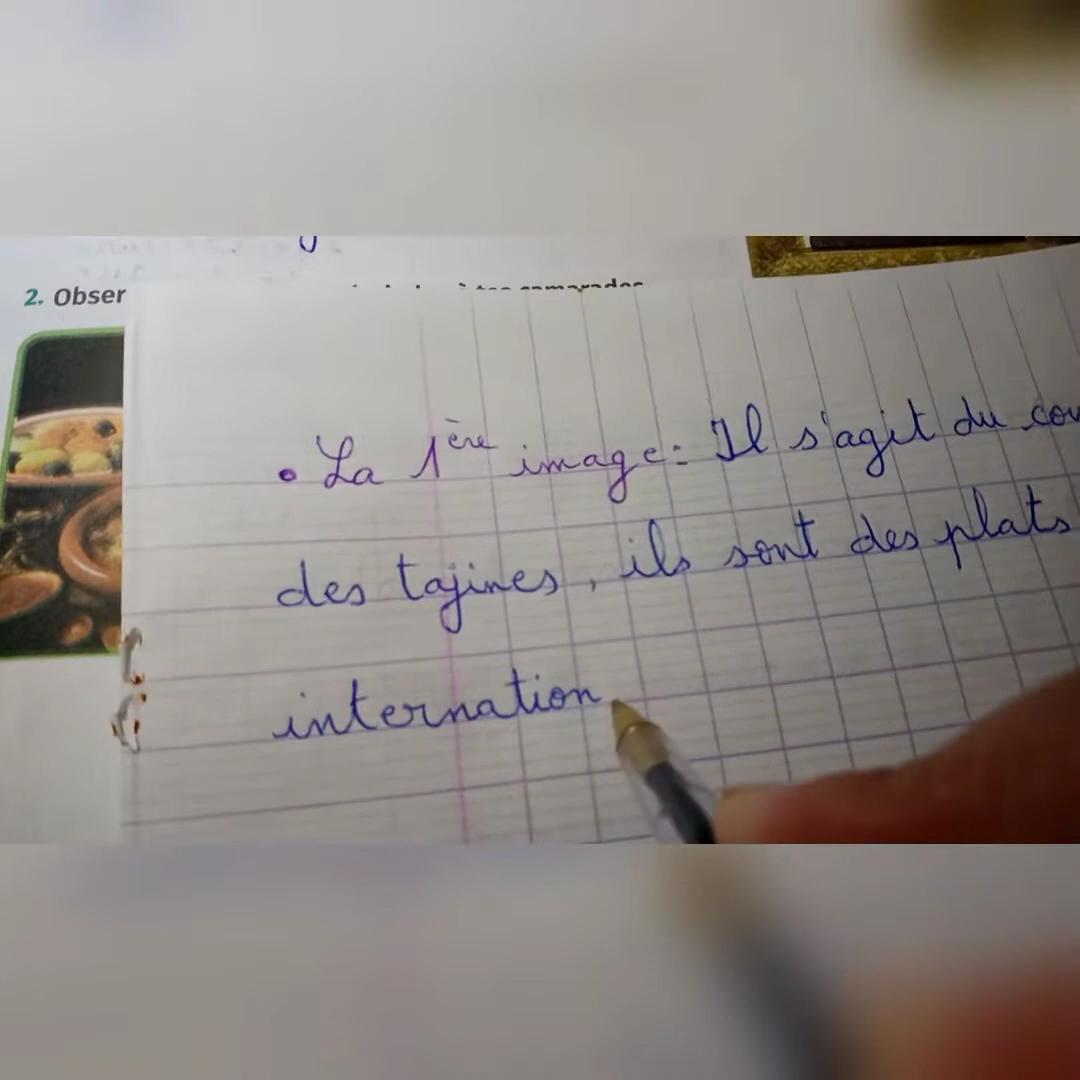 2. Obser
• La 1ère image: Il s'agit du
des tajines, ils sont des plats
internation